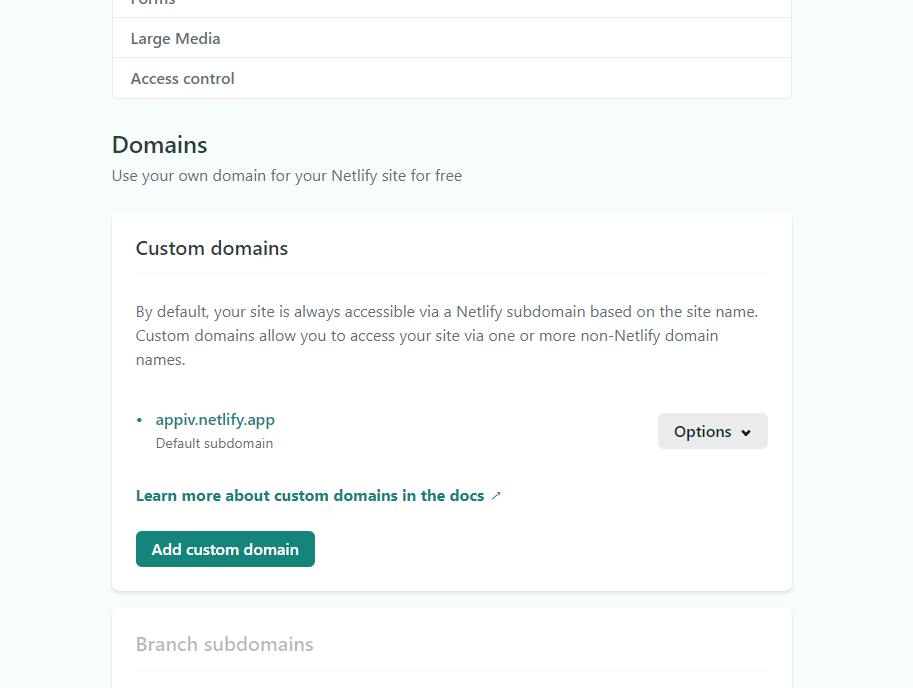 Forms
Large Media
Access control
Domains
Use your own domain for your Netlify site for free
Custom domains
By default, your site is always accessible via a Netlify subdomain based on the site name.
Custom domains allow you to access your site via one or more non-Netlify domain
names.
• appiv.netlify.app
Default subdomain
Options
Learn more about custom domains in the docs ↗
Add custom domain
Branch subdomains